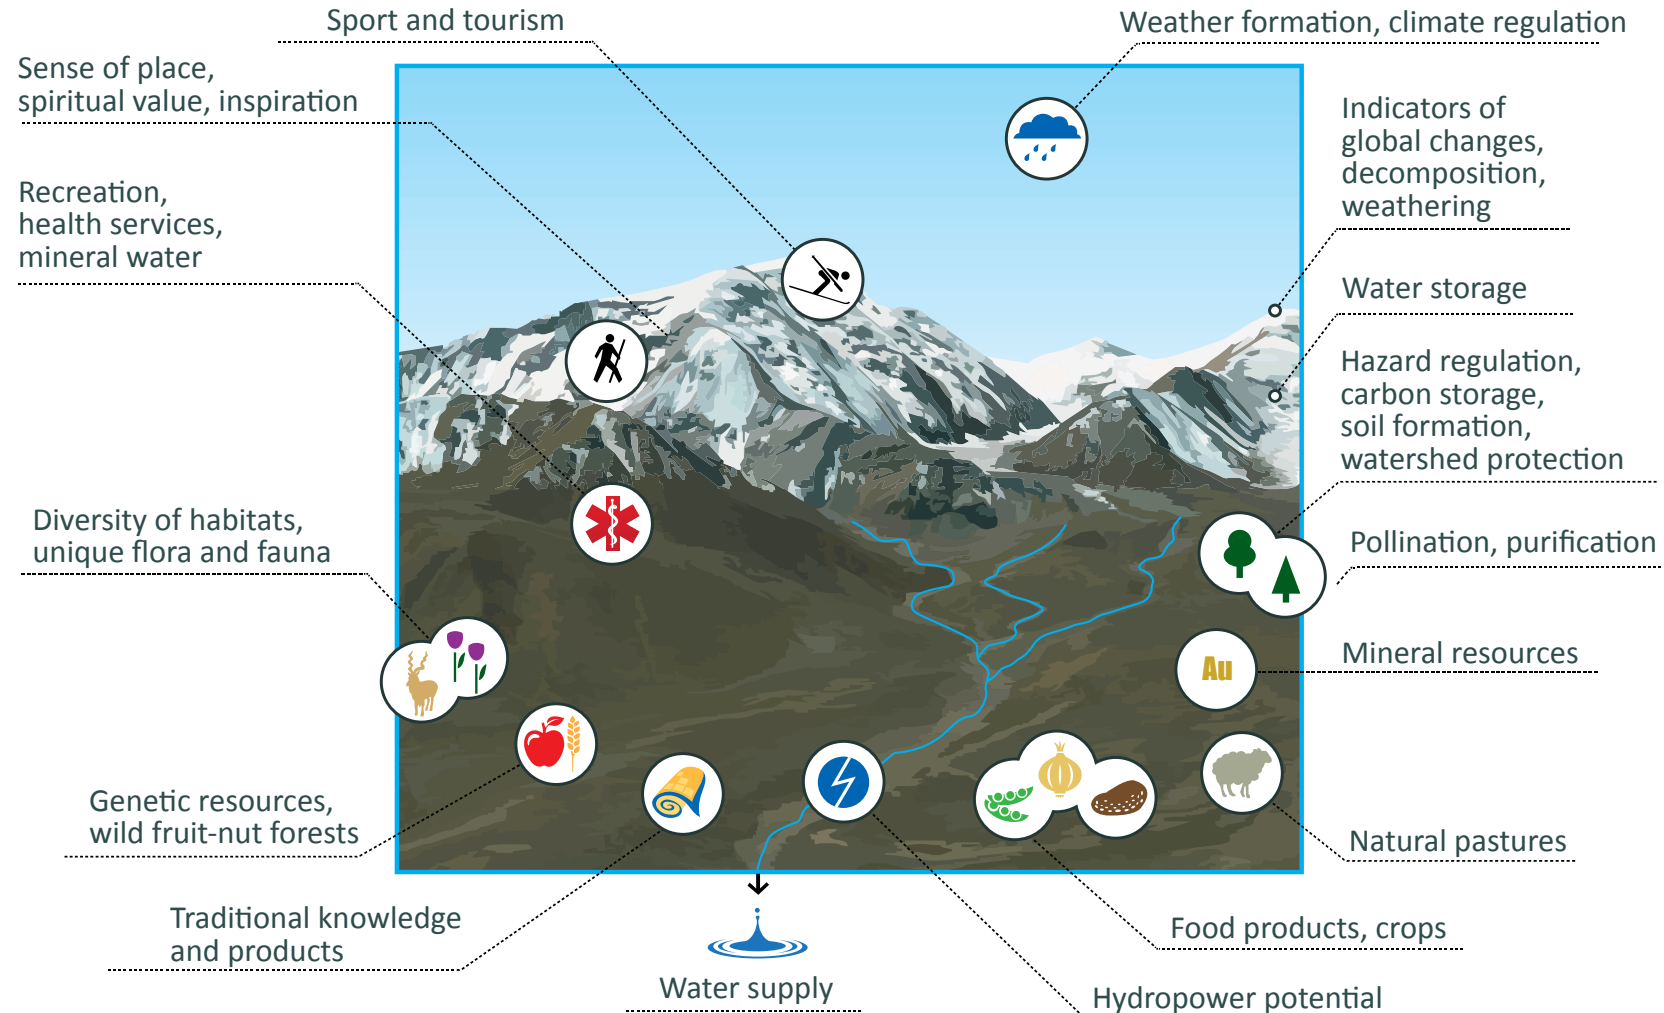 Sport and tourism
Weather formation, climate regulation
Sense of place,
spiritual value, inspiration
Indicators of
global changes,
decomposition,
weathering
Recreation,
health services,
mineral water
Water storage
Hazard regulation,
carbon storage,
soil formation,
watershed protection
Diversity of habitats,
unique flora and fauna
Pollination, purification
Mineral resources
Au
Genetic resources,
wild fruit-nut forests
Natural pastures
Traditional knowledge
and products
Food products, crops
Water supply
Hydropower potential